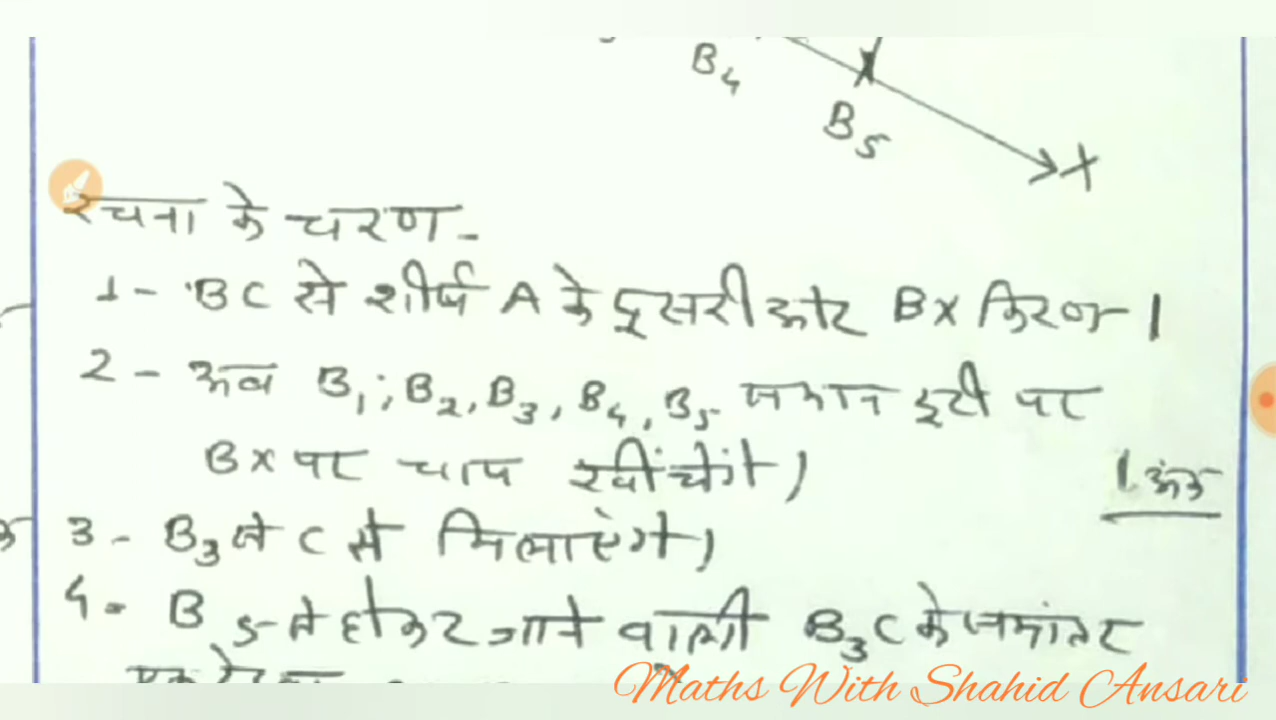 B4
B5
X
रचना के चरण -
1 - BC से शीर्ष A के दूसरी ओर BX किरण ।
2 - अब B1, B2, B3, B4, B5 समान दूरी पर
BX पर चाप खींचेंगे।
1 अंक
3 - B3 से C से मिलाएंगे।
4 - B5 से होकर जाने वाली B3C के समांतर
एक रेखा
Maths With Shahid Ansari